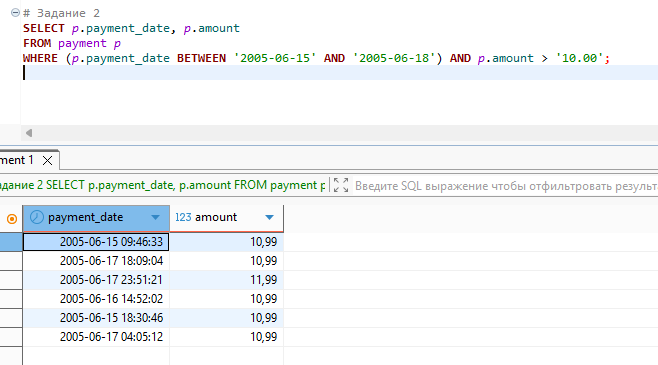 # Задание 2
SELECT p.payment_date, p.amount
FROM payment p
WHERE (p.payment_date BETWEEN '2005-06-15' AND '2005-06-18') AND p.amount > '10.00';
ment 1
адание 2 SELECT p.payment_date, p.amount FROM payment p
Введите SQL выражение чтобы отфильтровать результа
payment_date 123 amount
2005-06-15 09:46:33 10,99
2005-06-17 18:09:04 10,99
2005-06-17 23:51:21 11,99
2005-06-16 14:52:02 10,99
2005-06-15 18:30:46 10,99
2005-06-17 04:05:12 10,99